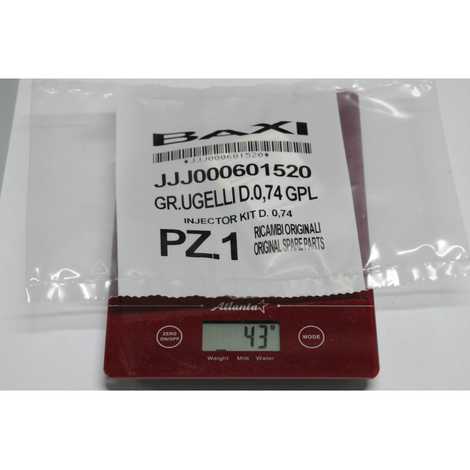 BAXI
*JJJ000601520*
JJJ000601520
GR.UGELLI D.0,74 GPL
INJECTOR KIT D. 0,74
PZ.1
RICAMBI ORIGINALI
ORIGINAL SPARE PARTS
Atlanta
ZERO
ON/OFF
43
MODE
Weight Milk Water